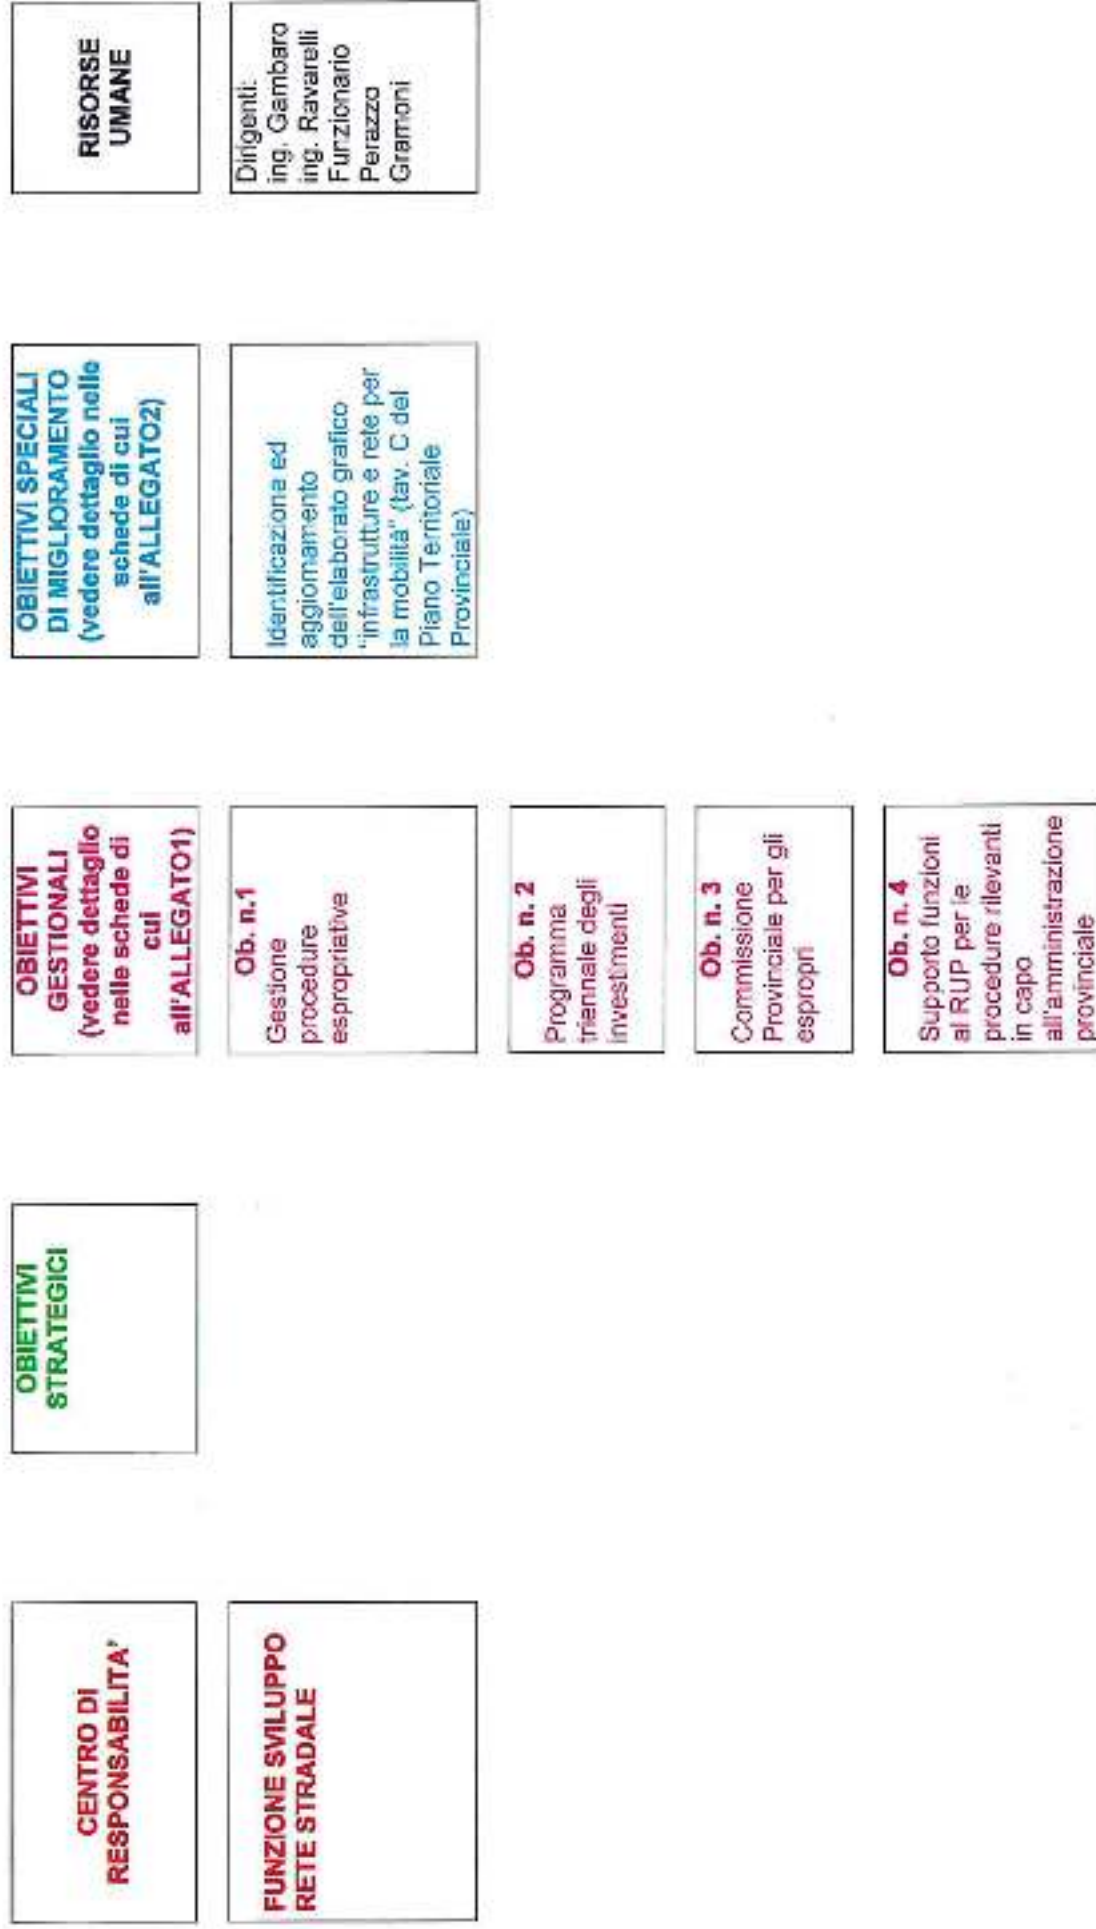 CENTRO DI
RESPONSABILITA'
OBIETTIVI
STRATEGICI
OBIETTIVI
GESTIONALI
(vedere dettaglio
nelle schede di
cui
all'ALLEGATO1)
OBIETTIVI SPECIALI
DI MIGLIORAMENTO
(vedere dettaglio nelle
schede di cui
all'ALLEGATO2)
RISORSE
UMANE
FUNZIONE SVILUPPO
RETE STRADALE
Ob. n.1
Gestione
procedure
espropriative
Identificazione ed
aggiornamento
dell'elaborato grafico
"infrastrutture e rete per
la mobilità" (tav. C del
Piano Territoriale
Provinciale)
Dirigenti:
ing. Gambaro
ing. Ravarelli
Funzionario
Perazzo
Gramoni
Ob. n. 2
Programma
triennale degli
investimenti
Ob. n. 3
Commissione
Provinciale per gli
espropri
Ob. n. 4
Supporto funzioni
al RUP per le
procedure rilevanti
in capo
all'amministrazione
provinciale